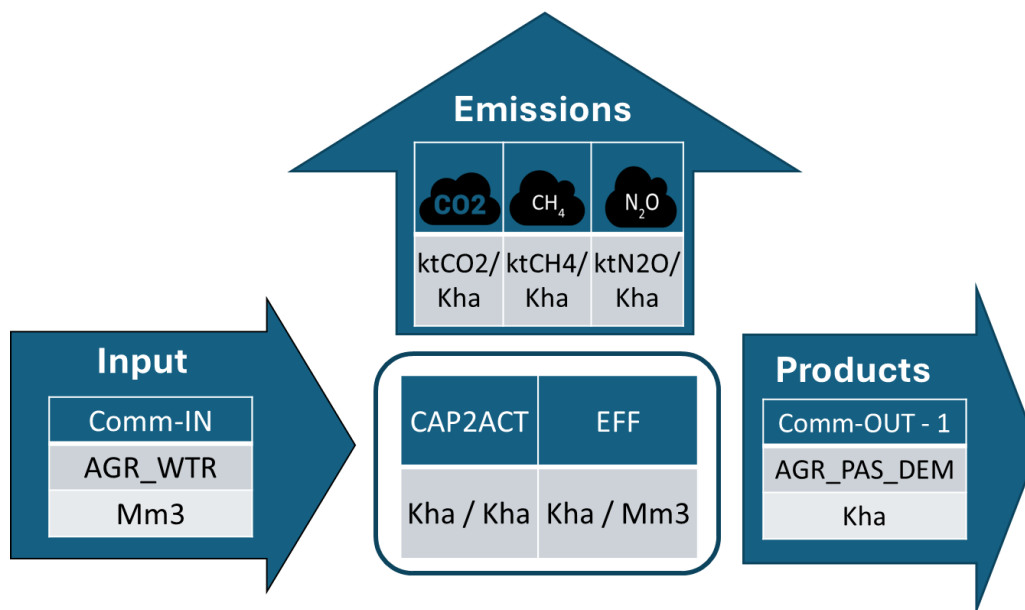 Emissions
CO2 CH₄ N₂O
ktCO2/ ktCH4/ ktN2O/
Kha Kha Kha
Input
Comm-IN
AGR_WTR
Mm3
CAP2ACT EFF
Kha / Kha Kha / Mm3
Products
Comm-OUT - 1
AGR_PAS_DEM
Kha